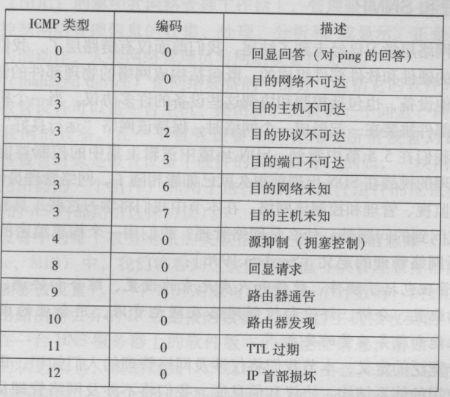 ICMP 类型 编码 描述
0 0 回显回答（对 ping 的回答）
3 0 目的网络不可达
3 1 目的主机不可达
3 2 目的协议不可达
3 3 目的端口不可达
3 6 目的网络未知
3 7 目的主机未知
4 0 源抑制（拥塞控制）
8 0 回显请求
9 0 路由器通告
10 0 路由器发现
11 0 TTL 过期
12 0 IP 首部损坏